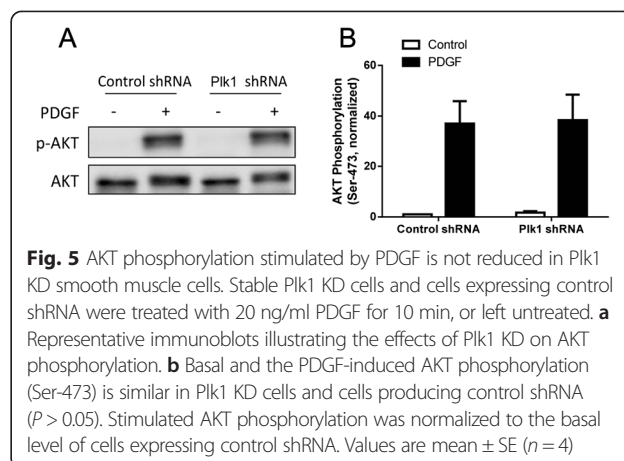 A
Control shRNA Plk1 shRNA
PDGF - + - +
p-AKT
AKT
B
Control
PDGF
AKT Phosphorylation
(Ser-473, normalized)
60
40
20
0
Control shRNA Plk1 shRNA
Fig. 5 AKT phosphorylation stimulated by PDGF is not reduced in Plk1
KD smooth muscle cells. Stable Plk1 KD cells and cells expressing control
shRNA were treated with 20 ng/ml PDGF for 10 min, or left untreated. a
Representative immunoblots illustrating the effects of Plk1 KD on AKT
phosphorylation. b Basal and the PDGF-induced AKT phosphorylation
(Ser-473) is similar in Plk1 KD cells and cells producing control shRNA
(P > 0.05). Stimulated AKT phosphorylation was normalized to the basal
level of cells expressing control shRNA. Values are mean ± SE (n = 4)